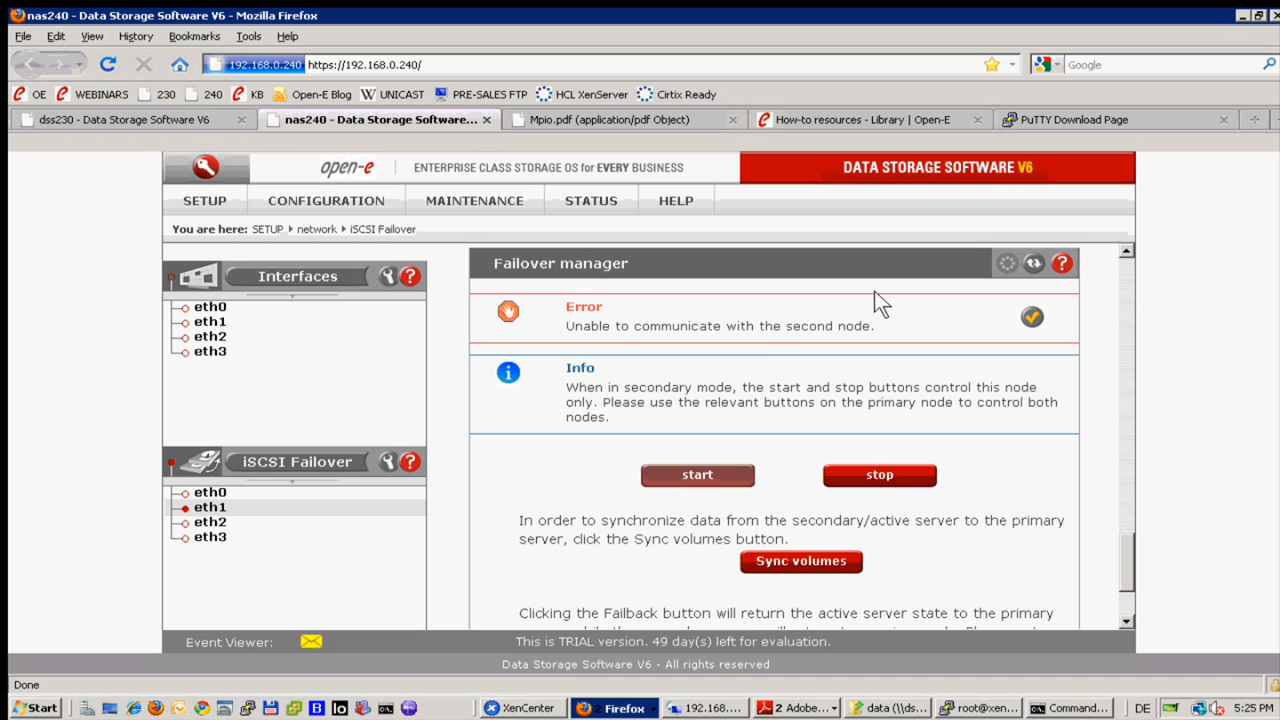 nas240 - Data Storage Software V6 - Mozilla Firefox
File Edit View History Bookmarks Tools Help
192.168.0.240 https://192.168.0.240/
Google
OE WEBINARS 230 240 KB Open-E Blog UNICAST PRE-SALES FTP HCL XenServer Cirtix Ready
dss230 - Data Storage Software V6
nas240 - Data Storage Software...
Mpio.pdf (application/pdf Object)
How-to resources - Library | Open-E
PuTTY Download Page
open-e ENTERPRISE CLASS STORAGE OS for EVERY BUSINESS DATA STORAGE SOFTWARE V6
SETUP CONFIGURATION MAINTENANCE STATUS HELP
You are here: SETUP network iSCSI Failover
Interfaces
eth0
eth1
eth2
eth3
iSCSI Failover
eth0
eth1
eth2
eth3
Failover manager
Error
Unable to communicate with the second node.
Info
When in secondary mode, the start and stop buttons control this node
only. Please use the relevant buttons on the primary node to control both
nodes.
start stop
In order to synchronize data from the secondary/active server to the primary
server, click the Sync volumes button.
Sync volumes
Clicking the Failback button will return the active server state to the primary
Event Viewer: This is TRIAL version. 49 day(s) left for evaluation.
Data Storage Software V6 - All rights reserved
Done
Start XenCenter 2 Firefox 192.168.... 2 Adobe... data (\\ds... root@xen... Command... DE 5:25 PM